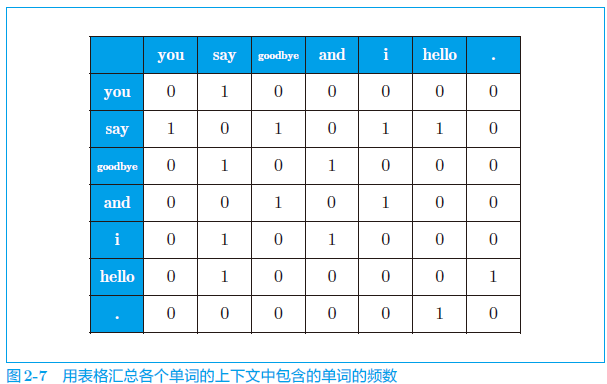 you say goodbye and i hello .
you 0 1 0 0 0 0 0
say 1 0 1 0 1 1 0
goodbye 0 1 0 1 0 0 0
and 0 0 1 0 1 0 0
i 0 1 0 1 0 0 0
hello 0 1 0 0 0 0 1
. 0 0 0 0 0 1 0
图 2-7 用表格汇总各个单词的上下文中包含的单词的频数